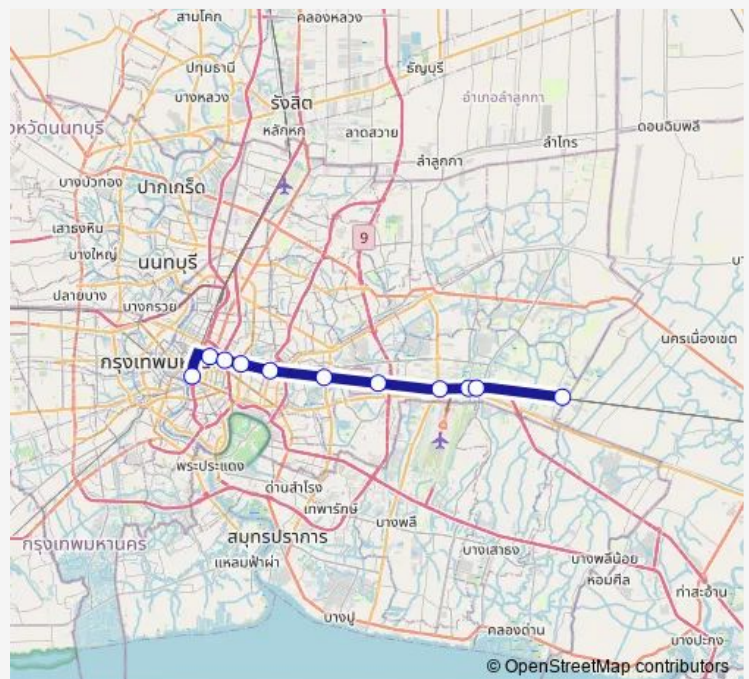 สามโคก
คลองหลวง
ปทุมธานี
ธัญบุรี
บางหลวง
รังสิต
อำเภอลำลูกกา
งหวัดนนทบุรี
หลักหก
ลาดสวาย
ดอนฉิมพลี
ลำไทร
ลำลูกกา
บางบัวทอง
ปากเกร็ด
เสาธงหิน
9
บางใหญ่
นนทบุรี
ปลายบาง
บางกรวย
นครเนื่องเขต
กรุงเทพมห
พระประแดง
ด่านสำโรง
เทพารักษ์
บางพลี
สมุทรปราการ
กรุงเทพมหานคร
แหลมฟ้าผ่า
บางเสาธง
บางพลีน้อย
หอมศีล
ท่าสะอ้าน
บางปู
คลองด่าน
บางปะกง
© OpenStreetMap contributors